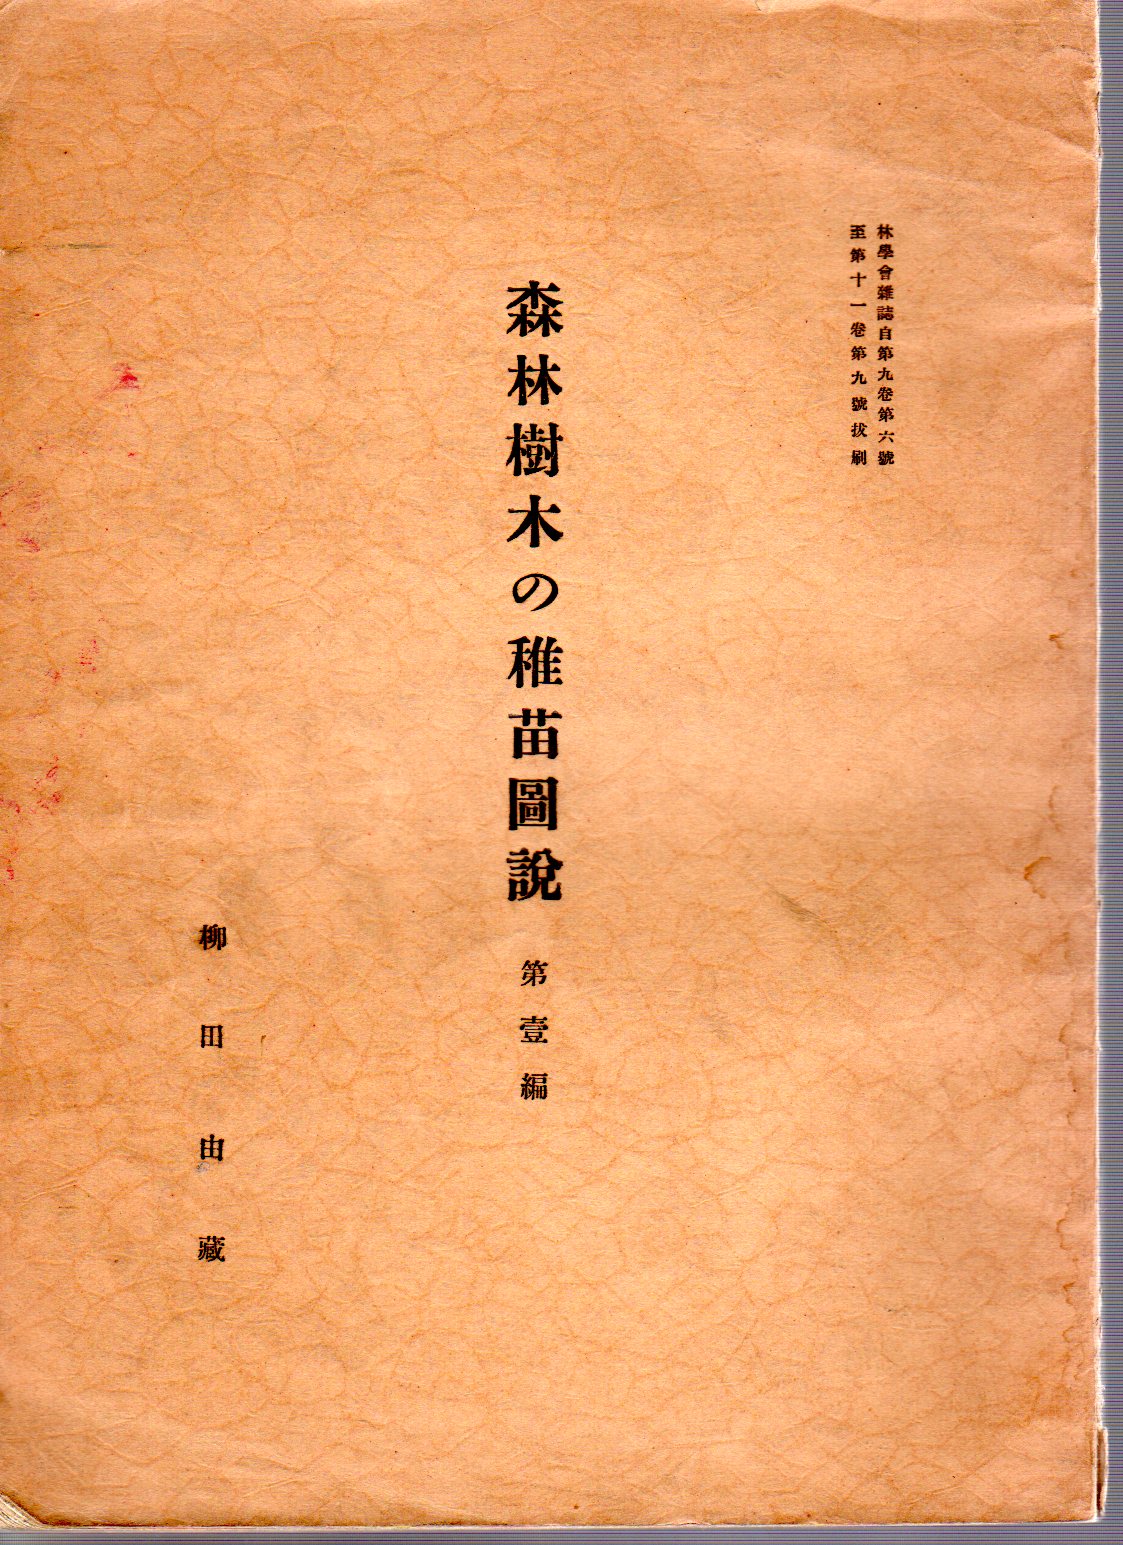 林學會雜誌自第九卷第六號
至第十一卷第九號拔刷
森林樹木の稚苗圖說 第壹編
柳田由藏